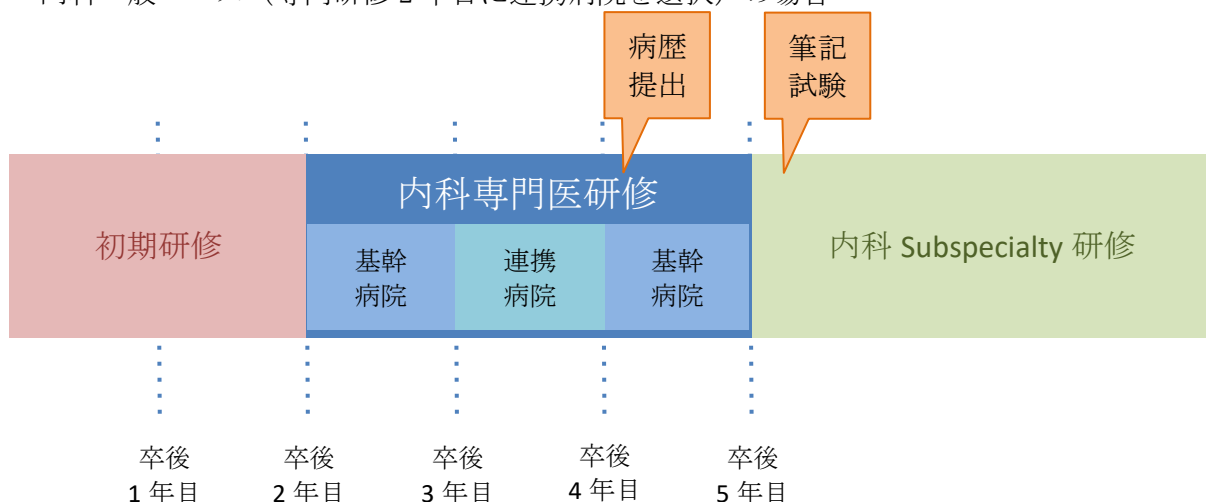 病歴
提出
筆記
試験
内科専門医研修
初期研修
基幹
病院
連携
病院
基幹
病院
内科 Subspecialty 研修
卒後
1 年目
卒後
2 年目
卒後
3 年目
卒後
4 年目
卒後
5 年目